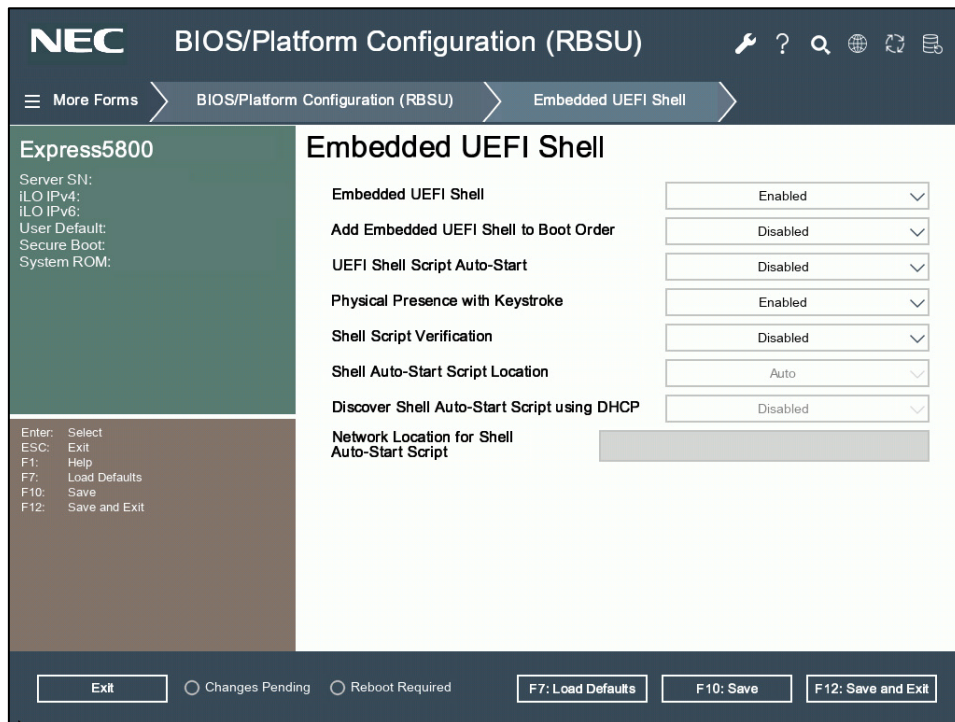 NEC BIOS/Platform Configuration (RBSU) ?
More Forms BIOS/Platform Configuration (RBSU) Embedded UEFI Shell
Express5800
Server SN:
iLO IPv4:
iLO IPv6:
User Default:
Secure Boot:
System ROM:
Enter: Select
ESC: Exit
F1: Help
F7: Load Defaults
F10: Save
F12: Save and Exit
Embedded UEFI Shell
Embedded UEFI Shell Enabled
Add Embedded UEFI Shell to Boot Order Disabled
UEFI Shell Script Auto-Start Disabled
Physical Presence with Keystroke Enabled
Shell Script Verification Disabled
Shell Auto-Start Script Location Auto
Discover Shell Auto-Start Script using DHCP Disabled
Network Location for Shell
Auto-Start Script
Exit Changes Pending Reboot Required F7: Load Defaults F10: Save F12: Save and Exit